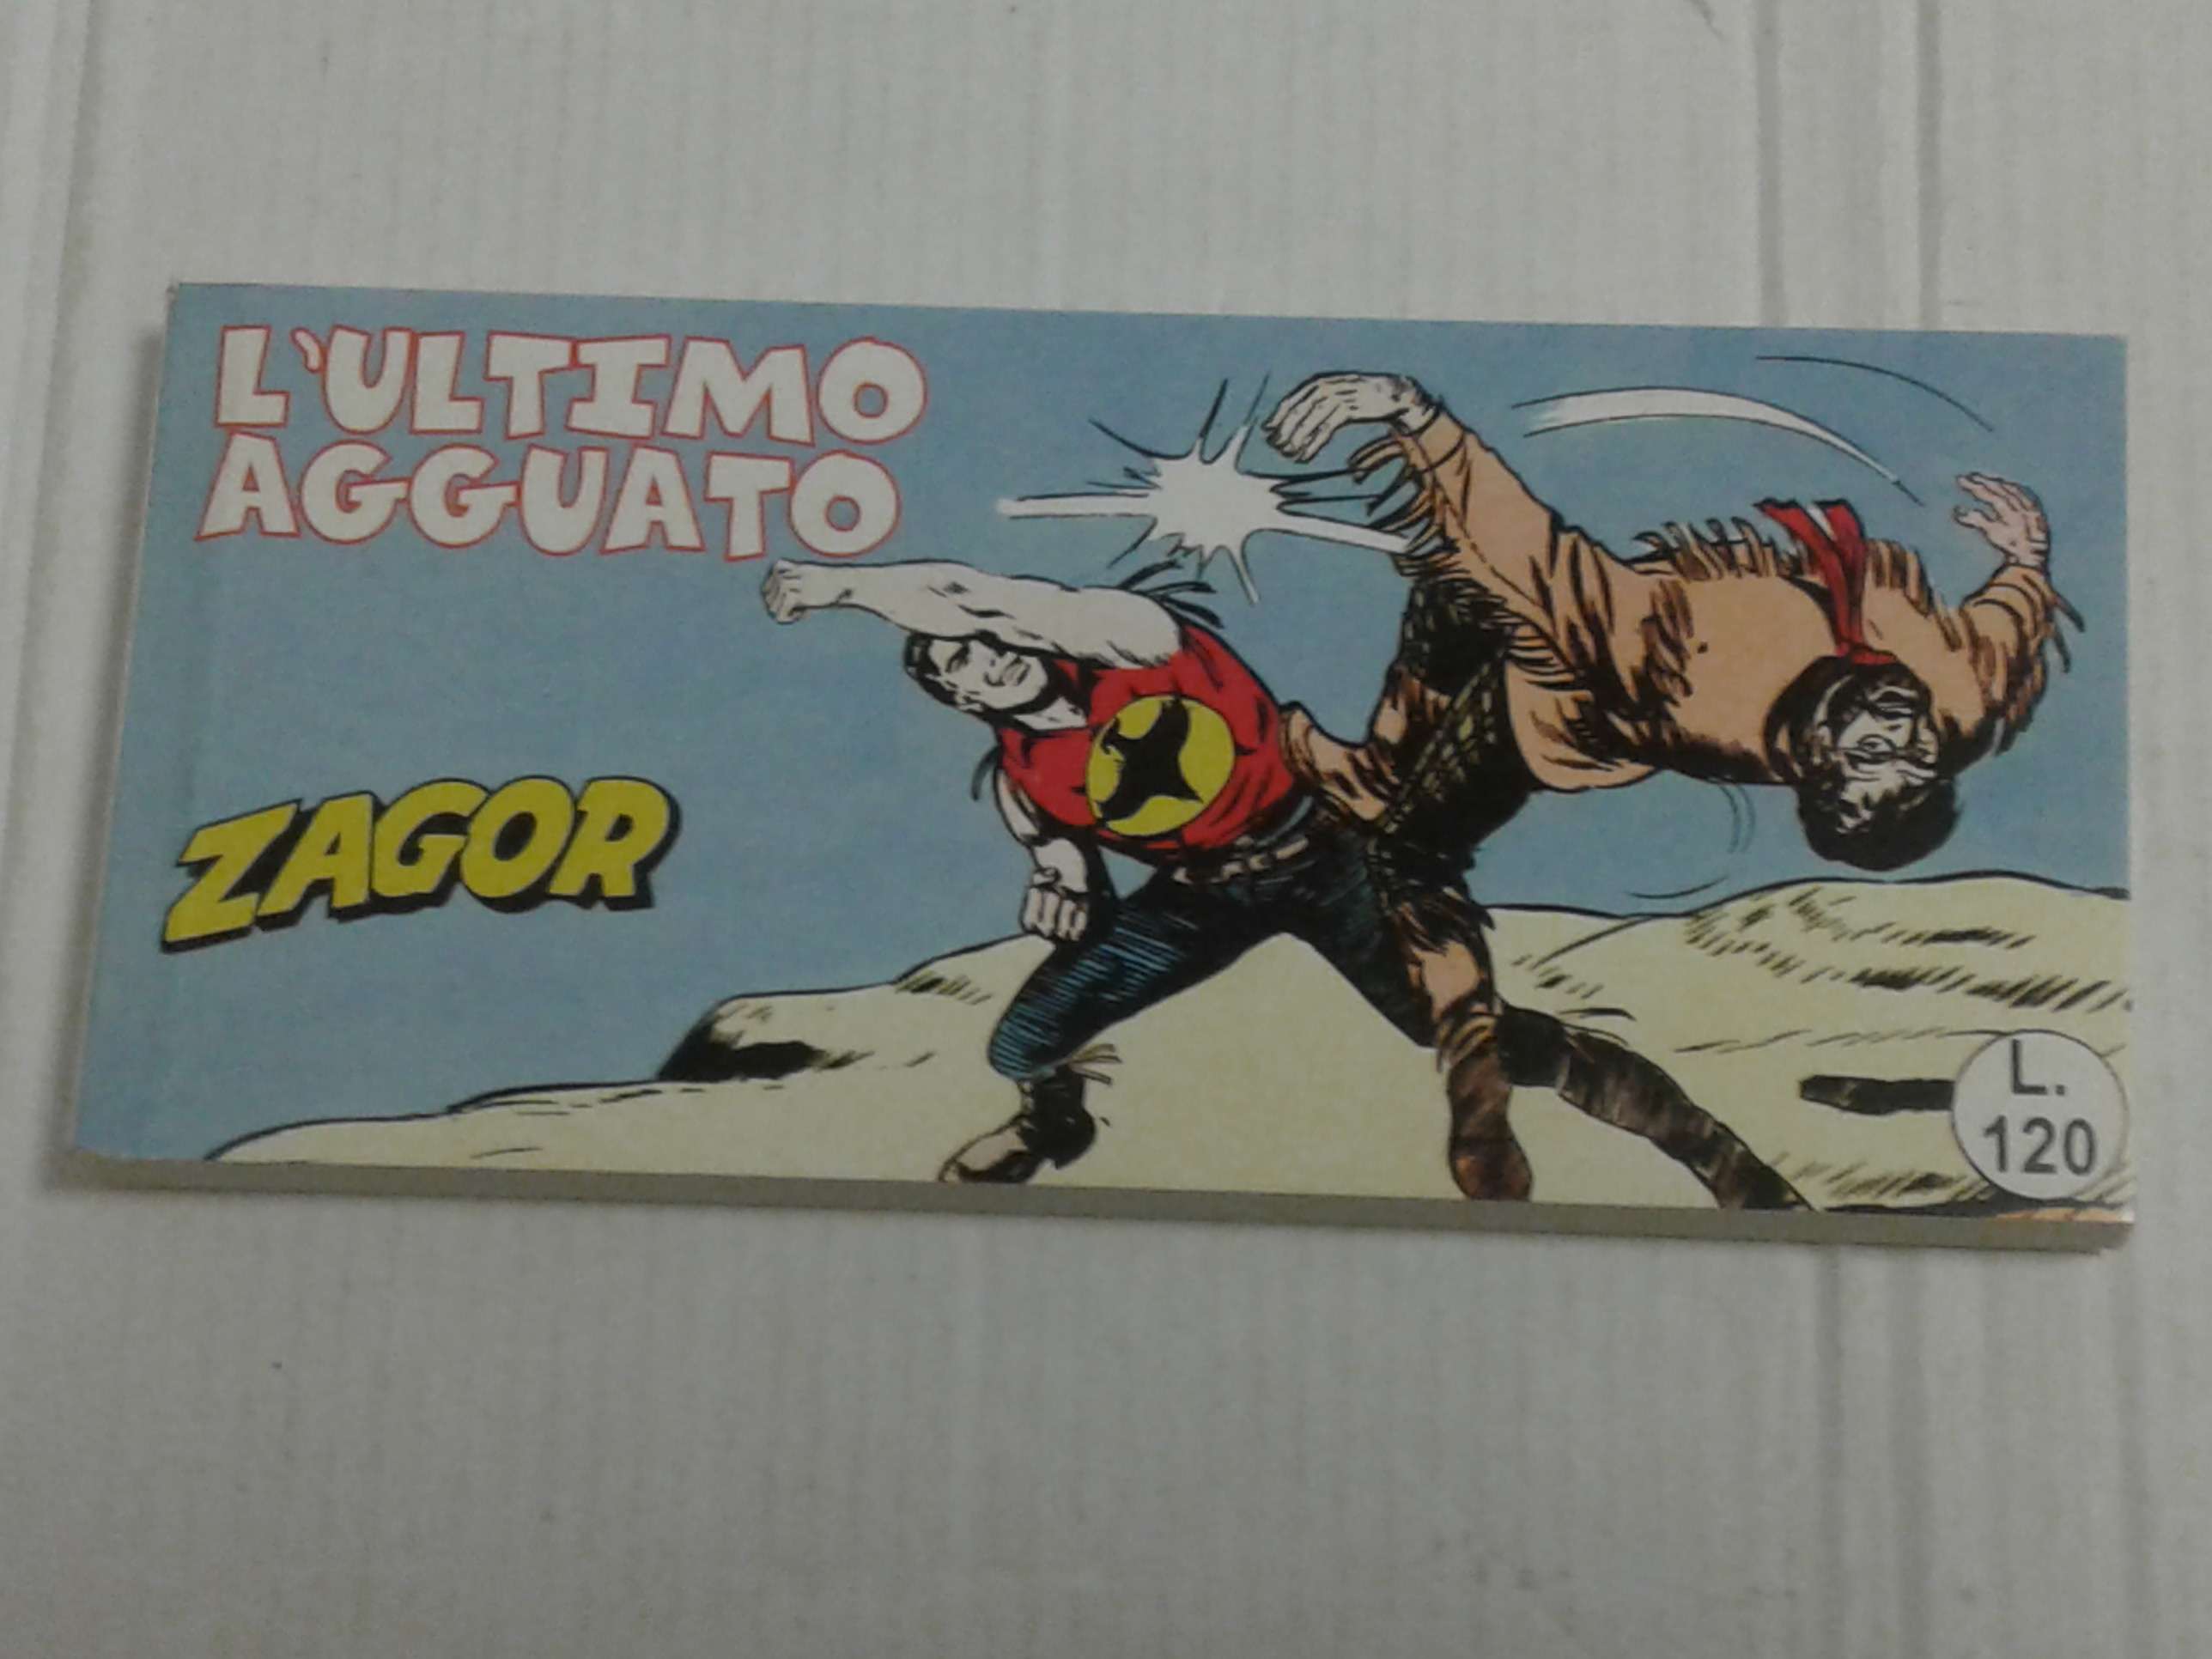 L'ULTIMO
AGGUATO
ZAGOR
L.
120